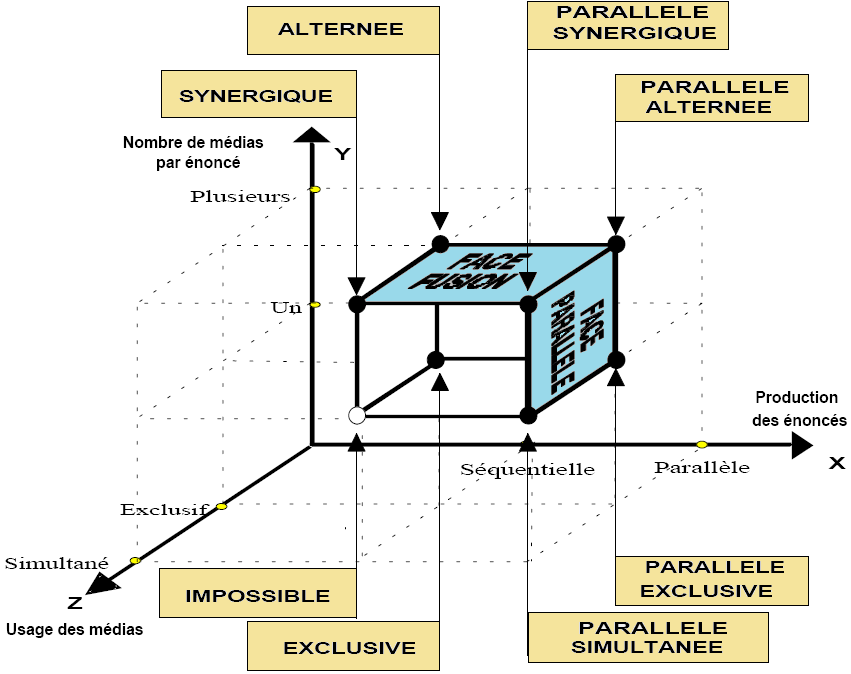 ALTERNEE
PARALLELE
SYNERGIQUE
SYNERGIQUE
PARALLELE
ALTERNEE
Nombre de médias
par énoncé
Y
Plusieurs
FACE
FUSION
Un
FACE
PARALLELE
Production
des énoncés
X
Séquentielle
Parallèle
Exclusif
Simultané
Z
Usage des médias
IMPOSSIBLE
EXCLUSIVE
PARALLELE
EXCLUSIVE
PARALLELE
SIMULTANEE